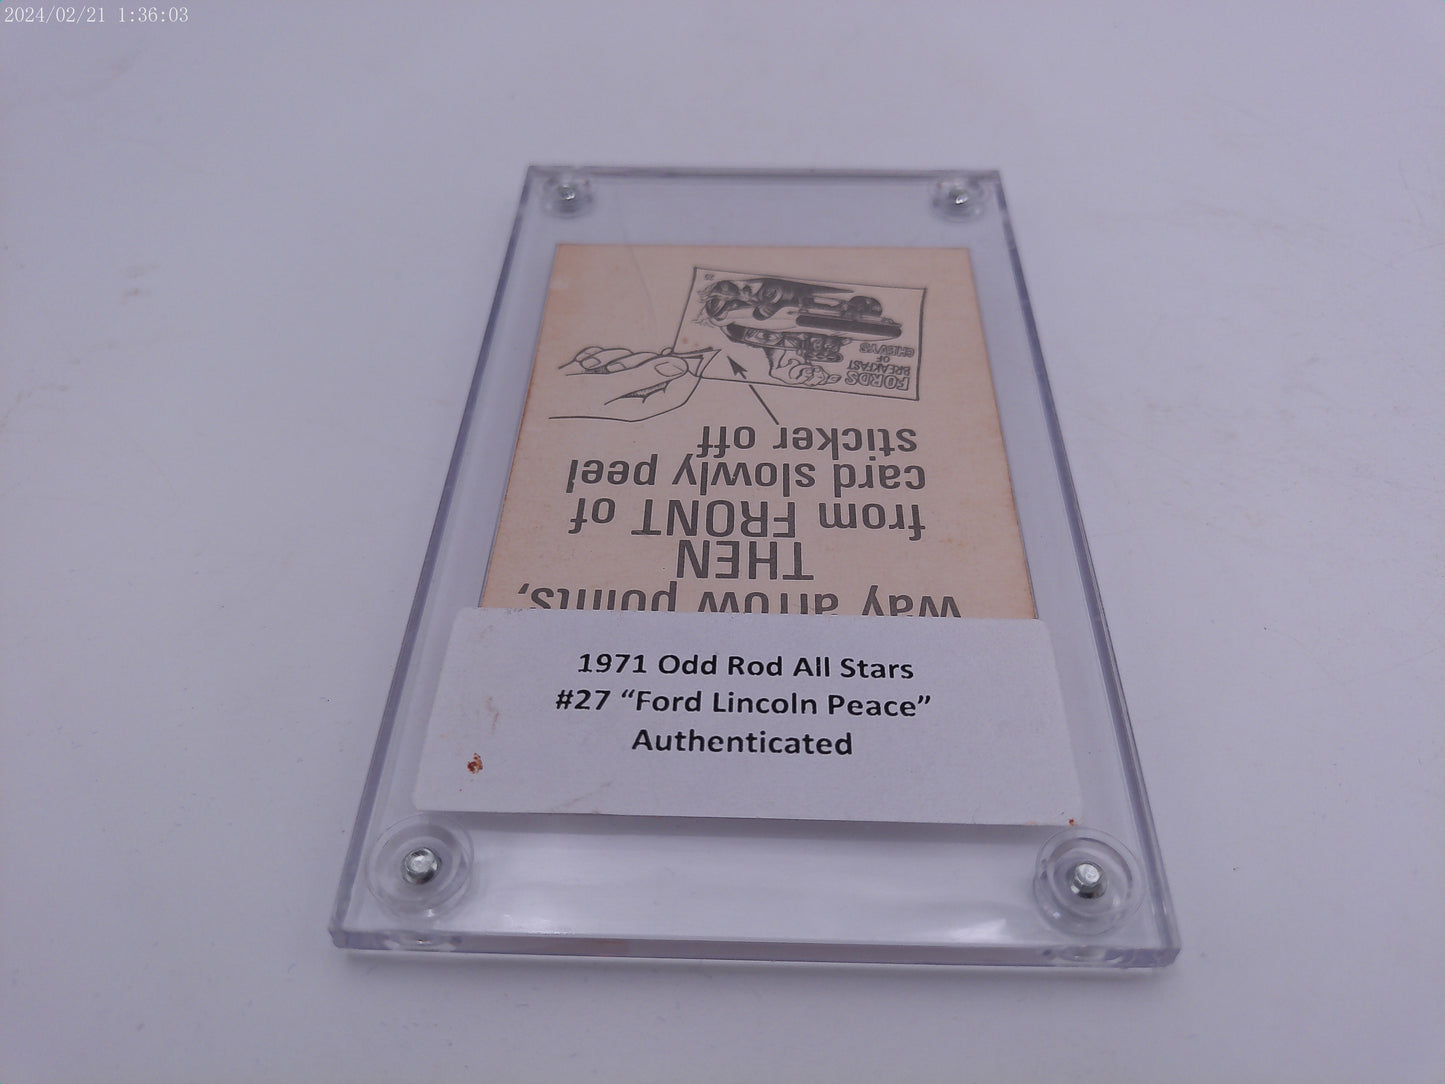 2024/02/21 1:36:03
way arrow points,
THEN
from FRONT of
card slowly peel
sticker off
FORDS
BREAKFAST
OF
CHEVYS
1971 Odd Rod All Stars
#27 “Ford Lincoln Peace”
Authenticated